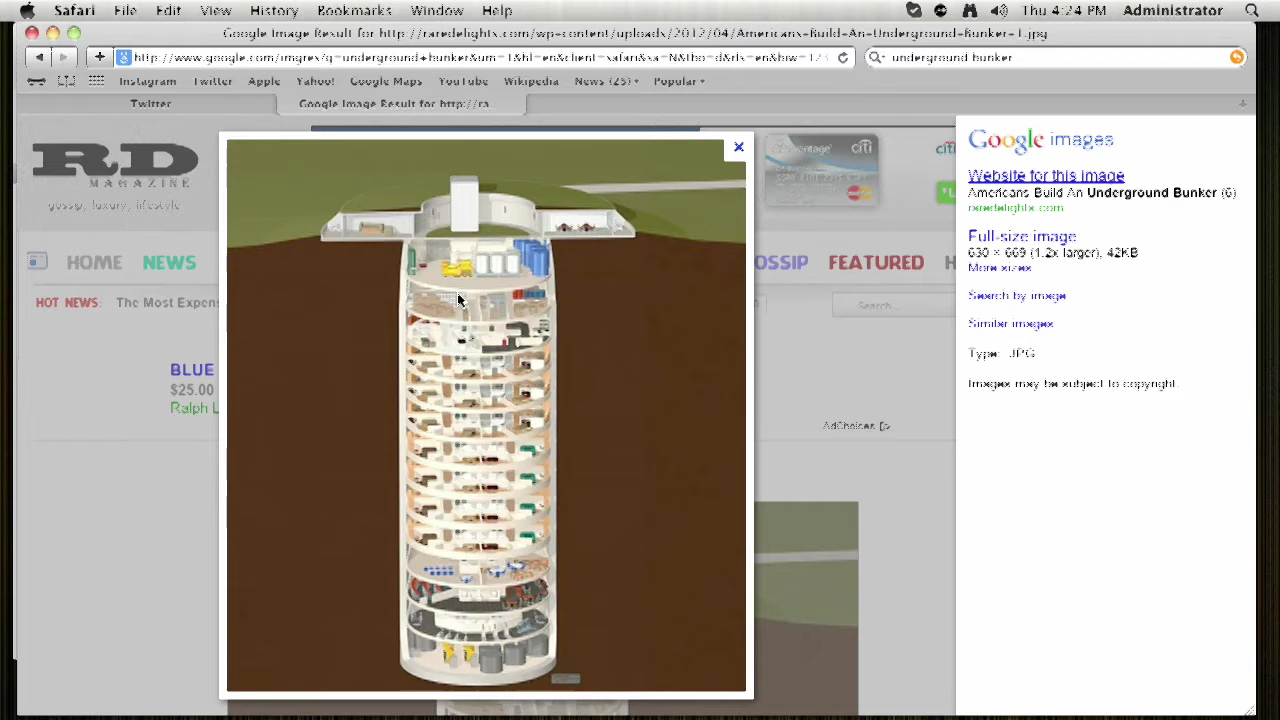 Safari File Edit View History Bookmarks Window Help
Thu 4:24 PM Administrator
Google Image Result for http://raredelights.com/wp-content/uploads/2012/04/Americans-Build-An-Underground-Bunker-1.jpg
underground bunker
Instagram Twitter Apple Yahoo! Google Maps YouTube Wikipedia News (25) Popular
Twitter
Google Image Result for http://ra
RD
MAGAZINE
gossip, luxury, lifestyle
citi
HOME NEWS
OSSIP FEATURED H
HOT NEWS: The Most Expens
Search...
BLUE
$25.00
Ralph L
AdChoices
Google images
Website for this image
Americans Build An Underground Bunker (6)
raredelights.com
Full-size image
630 × 669 (1.2x larger), 42KB
More sizes
Search by image
Similar images
Type: JPG
Images may be subject to copyright.